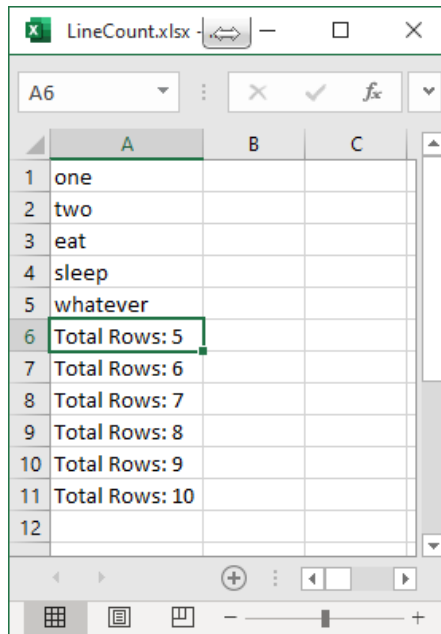 LineCount.xlsx -
A6
fx
A B C
1 one
2 two
3 eat
4 sleep
5 whatever
6 Total Rows: 5
7 Total Rows: 6
8 Total Rows: 7
9 Total Rows: 8
10 Total Rows: 9
11 Total Rows: 10
12